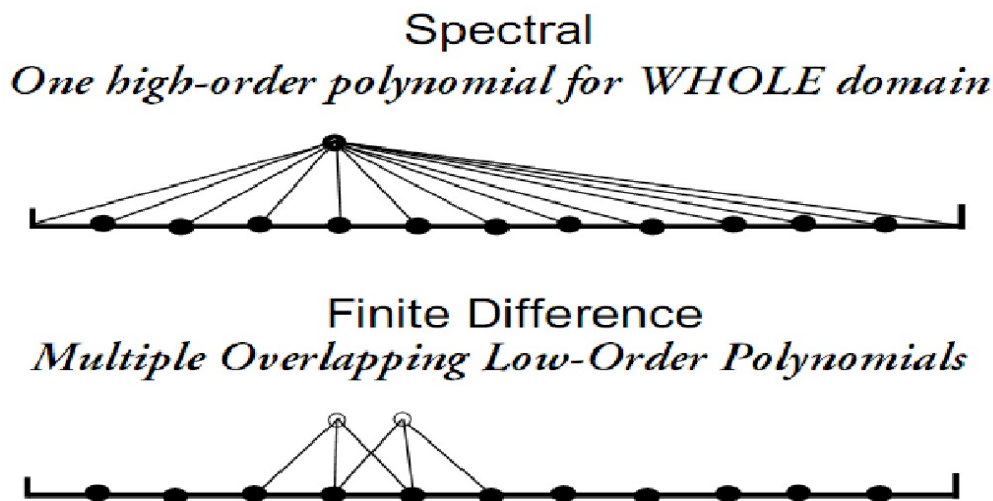 Spectral
One high-order polynomial for WHOLE domain
Finite Difference
Multiple Overlapping Low-Order Polynomials